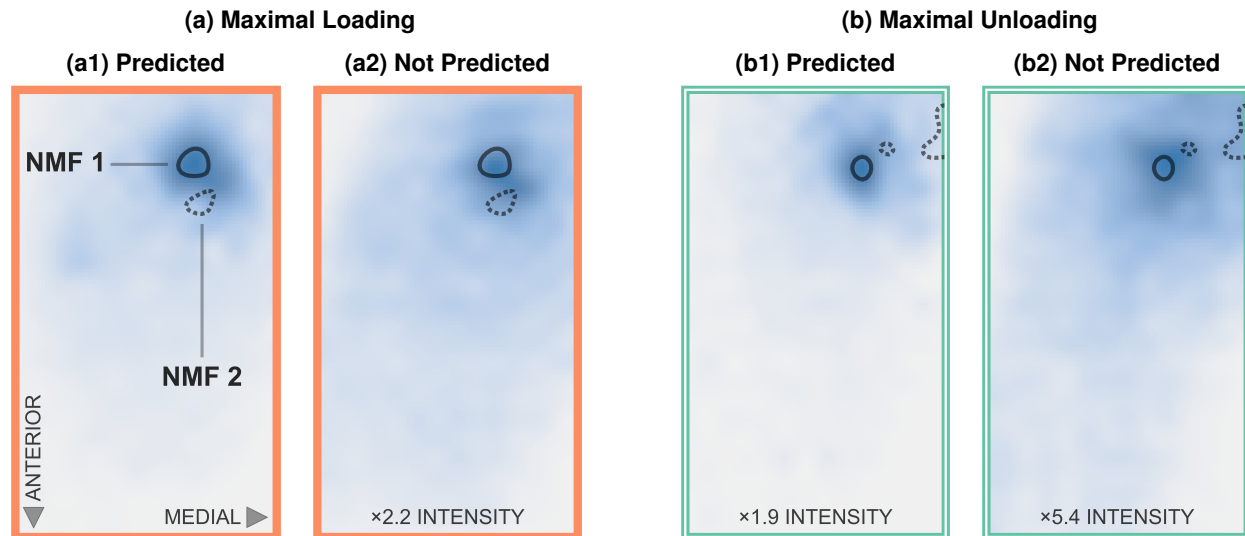 (a) Maximal Loading
(b) Maximal Unloading
(a1) Predicted
(a2) Not Predicted
(b1) Predicted
(b2) Not Predicted
NMF 1
NMF 2
ANTERIOR
MEDIAL
×2.2 INTENSITY
×1.9 INTENSITY
×5.4 INTENSITY